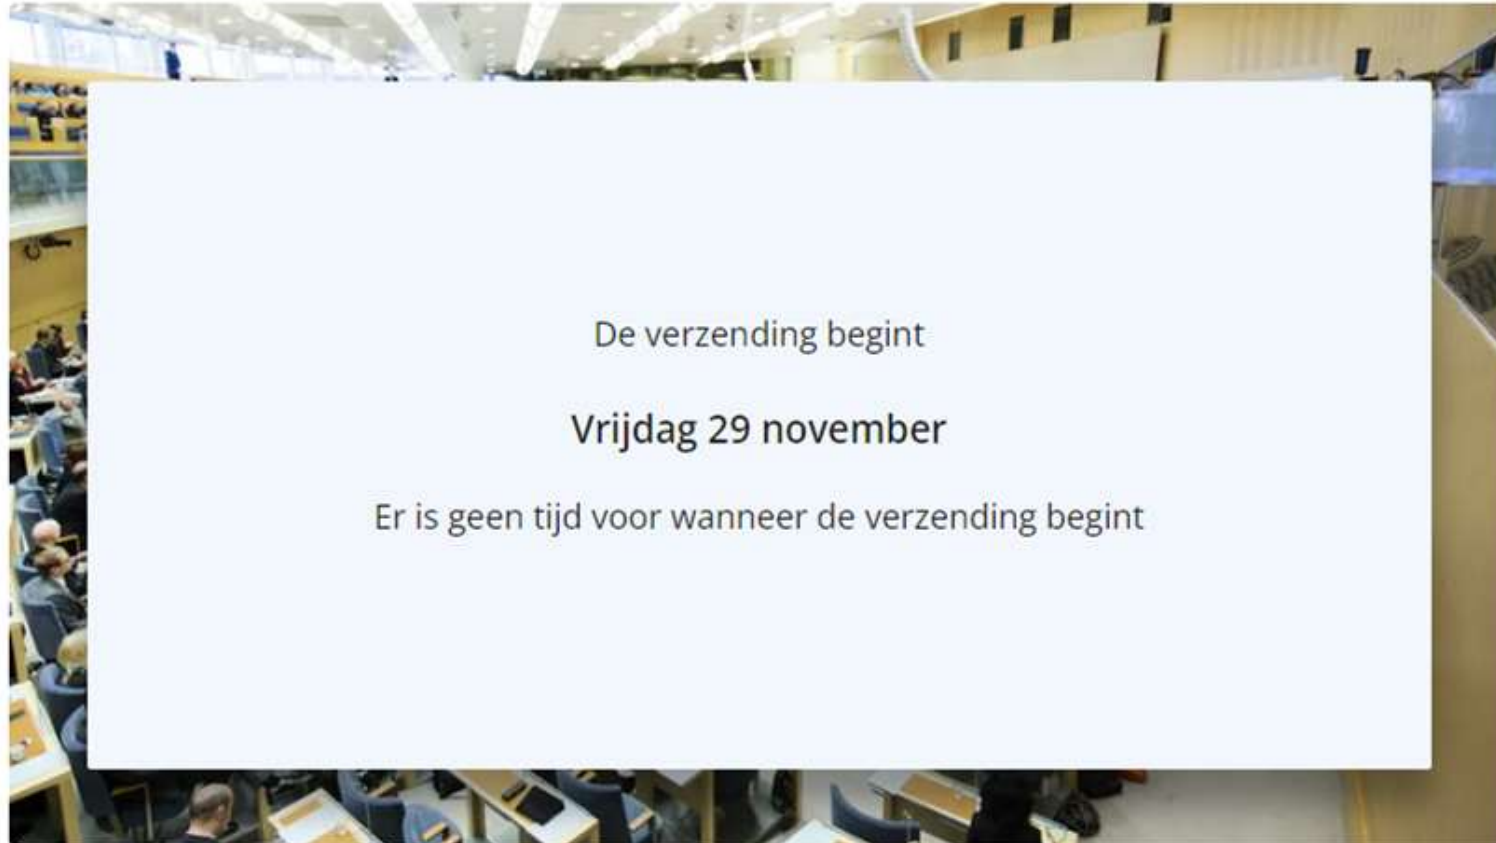 De verzending begint
Vrijdag 29 november
Er is geen tijd voor wanneer de verzending begint